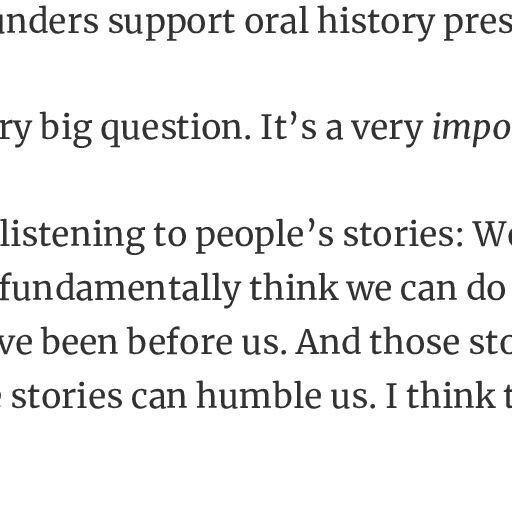 unders support oral history pres
ry big question. It’s a very impo
listening to people’s stories: We
fundamentally think we can do
ve been before us. And those sto
e stories can humble us. I think t